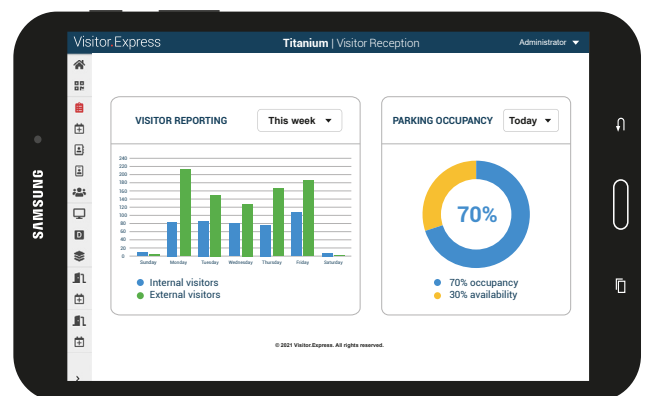 Visitor.Express
Titanium | Visitor Reception
Administrator
VISITOR REPORTING
This week
240
220
200
180
160
140
120
100
80
60
40
20
0
Sunday Monday Tuesday Wednesday Thursday Friday Saturday
Internal visitors
External visitors
PARKING OCCUPANCY
Today
70%
70% occupancy
30% availability
© 2021 Visitor.Express. All rights reserved.
D
SAMSUNG